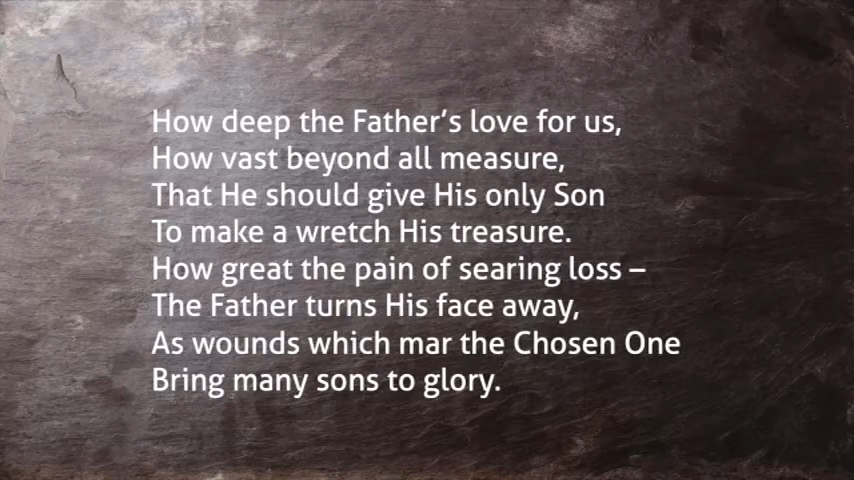 How deep the Father’s love for us,
How vast beyond all measure,
That He should give His only Son
To make a wretch His treasure.
How great the pain of searing loss –
The Father turns His face away,
As wounds which mar the Chosen One
Bring many sons to glory.